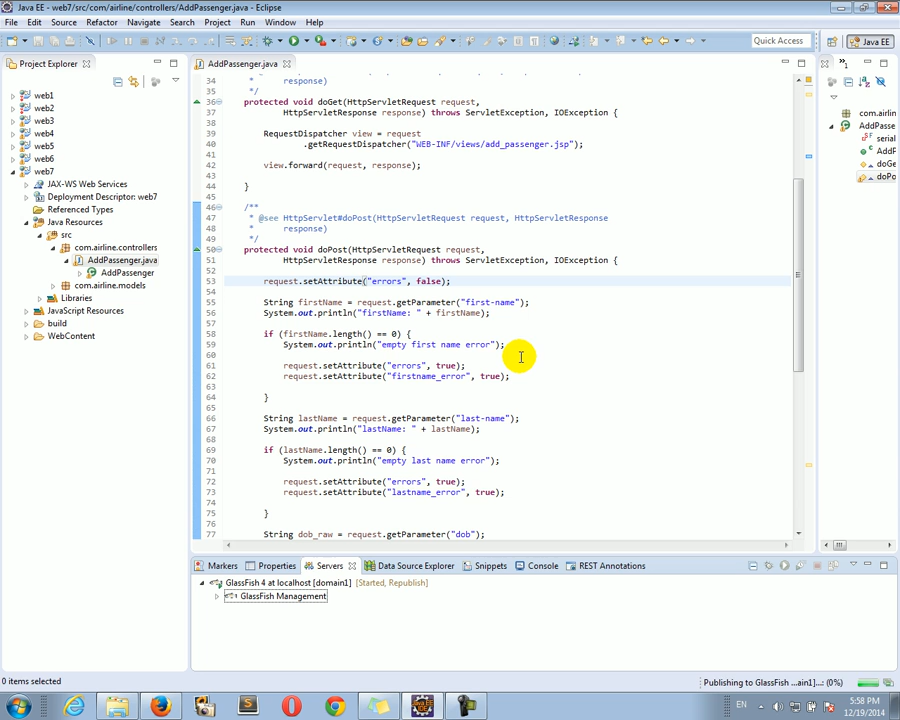 Java EE - web7/src/com/airline/controllers/AddPassenger.java - Eclipse
File Edit Source Refactor Navigate Search Project Run Window Help
Quick Access
Java EE
Project Explorer
web1
web2
web3
web4
web5
web6
web7
JAX-WS Web Services
Deployment Descriptor: web7
Referenced Types
Java Resources
src
com.airline.controllers
AddPassenger.java
AddPassenger
com.airline.models
Libraries
JavaScript Resources
build
WebContent
AddPassenger.java
34 response)
35 */
36 protected void doGet(HttpServletRequest request,
37 HttpServletResponse response) throws ServletException, IOException {
38
39 RequestDispatcher view = request
40 .getRequestDispatcher("WEB-INF/views/add_passenger.jsp");
41
42 view.forward(request, response);
43
44 }
45
46 /**
47 * @see HttpServlet#doPost(HttpServletRequest request, HttpServletResponse
48 * response)
49 */
50 protected void doPost(HttpServletRequest request,
51 HttpServletResponse response) throws ServletException, IOException {
52
53 request.setAttribute("errors", false);
54
55 String firstName = request.getParameter("first-name");
56 System.out.println("firstName: " + firstName);
57
58 if (firstName.length() == 0) {
59 System.out.println("empty first name error");
60
61 request.setAttribute("errors", true);
62 request.setAttribute("firstname_error", true);
63
64 }
65
66 String lastName = request.getParameter("last-name");
67 System.out.println("lastName: " + lastName);
68
69 if (lastName.length() == 0) {
70 System.out.println("empty last name error");
71
72 request.setAttribute("errors", true);
73 request.setAttribute("lastname_error", true);
74
75 }
76
77 String dob_raw = request.getParameter("dob");
com.airlin
AddPasse
serial
AddF
doGe
doPo
Markers Properties Servers Data Source Explorer Snippets Console REST Annotations
GlassFish 4 at localhost [domain1] [Started, Republish]
GlassFish Management
0 items selected
Publishing to GlassFish ...ain1]...: (0%)
EN
5:58 PM
12/19/2014